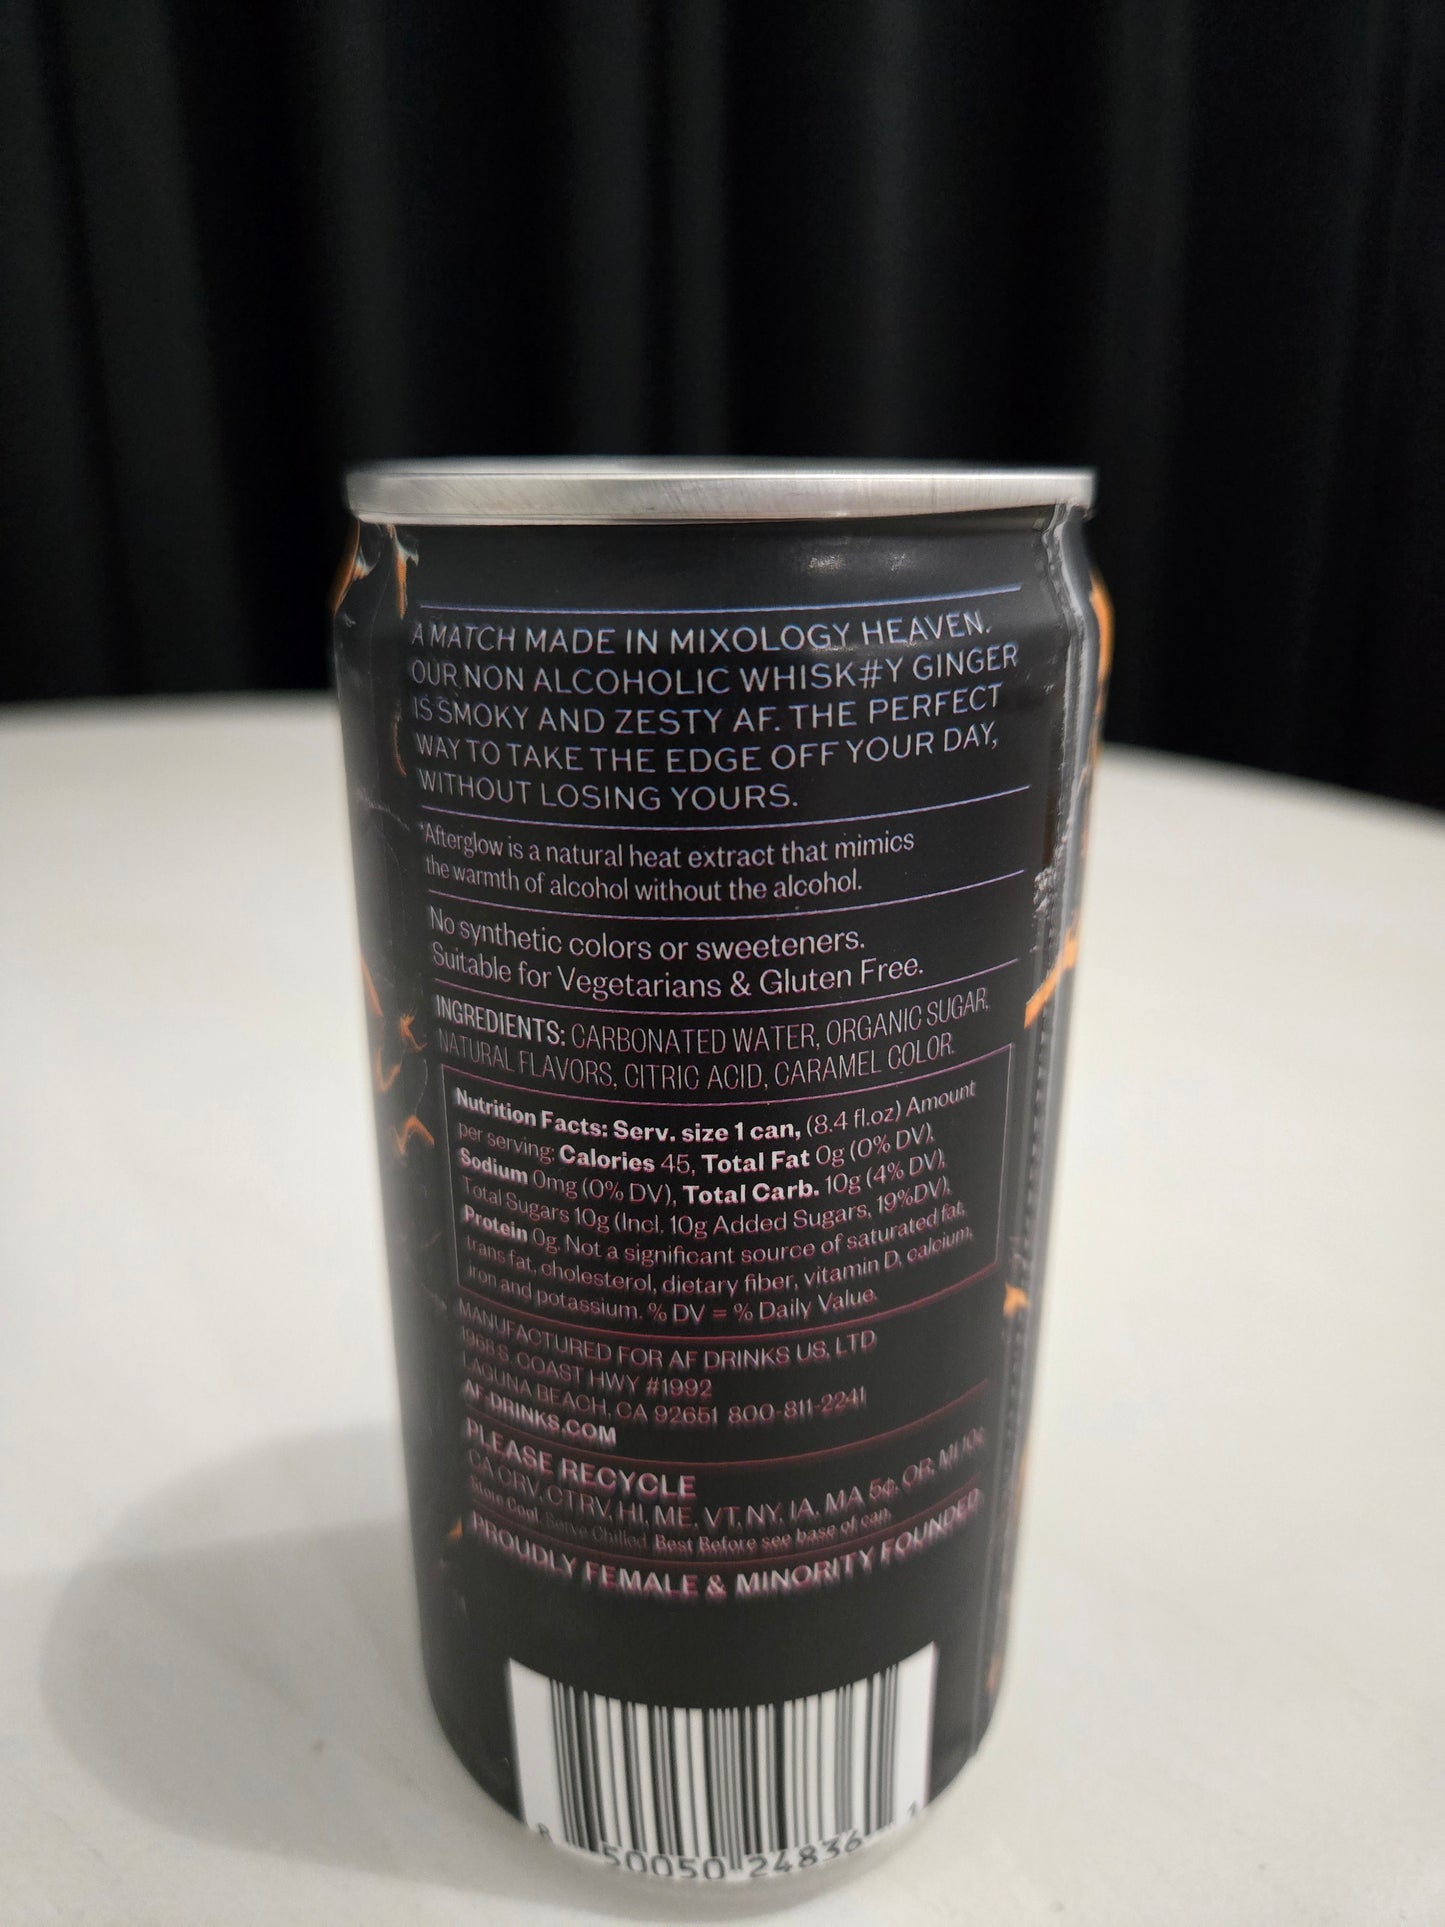 A MATCH MADE IN MIXOLOGY HEAVEN.
OUR NON ALCOHOLIC WHISK#Y GINGER
IS SMOKY AND ZESTY AF. THE PERFECT
WAY TO TAKE THE EDGE OFF YOUR DAY,
WITHOUT LOSING YOURS.
*Afterglow is a natural heat extract that mimics
the warmth of alcohol without the alcohol.
No synthetic colors or sweeteners.
Suitable for Vegetarians & Gluten Free.
INGREDIENTS: CARBONATED WATER, ORGANIC SUGAR,
NATURAL FLAVORS, CITRIC ACID, CARAMEL COLOR.
Nutrition Facts: Serv. size 1 can, (8.4 fl.oz) Amount
per serving: Calories 45, Total Fat 0g (0% DV),
Sodium 0mg (0% DV), Total Carb. 10g (4% DV),
Total Sugars 10g (Incl. 10g Added Sugars, 19%DV),
Protein 0g. Not a significant source of saturated fat,
trans fat, cholesterol, dietary fiber, vitamin D, calcium,
iron and potassium. % DV = % Daily Value.
MANUFACTURED FOR AF DRINKS US, LTD
1968 S. COAST HWY #1992
LAGUNA BEACH, CA 92651 800-811-2241
AF-DRINKS.COM
PLEASE RECYCLE
CA CRV, CTRV, HI, ME, VT, NY, IA, MA 5¢, OR, MI 10¢
Store Cool. Serve Chilled. Best Before see base of can.
PROUDLY FEMALE & MINORITY FOUNDED
8 50050 24836 1